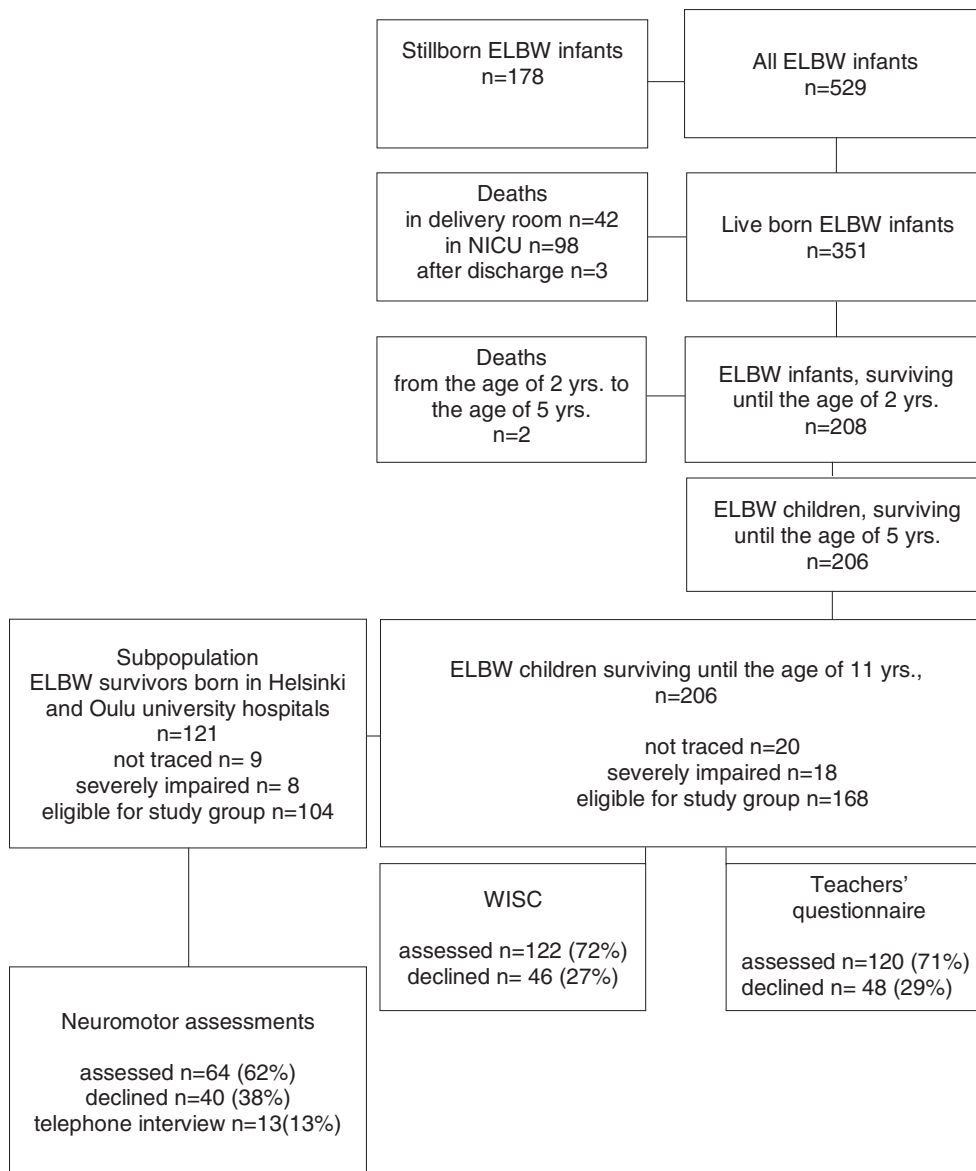 Stillborn ELBW infants
n=178
All ELBW infants
n=529
Deaths
in delivery room n=42
in NICU n=98
after discharge n=3
Live born ELBW infants
n=351
Deaths
from the age of 2 yrs. to
the age of 5 yrs.
n=2
ELBW infants, surviving
until the age of 2 yrs.
n=208
ELBW children, surviving
until the age of 5 yrs.
n=206
Subpopulation
ELBW survivors born in Helsinki
and Oulu university hospitals
n=121
not traced n= 9
severely impaired n= 8
eligible for study group n=104
ELBW children surviving until the age of 11 yrs.,
n=206
not traced n=20
severely impaired n=18
eligible for study group n=168
WISC
assessed n=122 (72%)
declined n= 46 (27%)
Teachers’
questionnaire
assessed n=120 (71%)
declined n= 48 (29%)
Neuromotor assessments
assessed n=64 (62%)
declined n=40 (38%)
telephone interview n=13(13%)